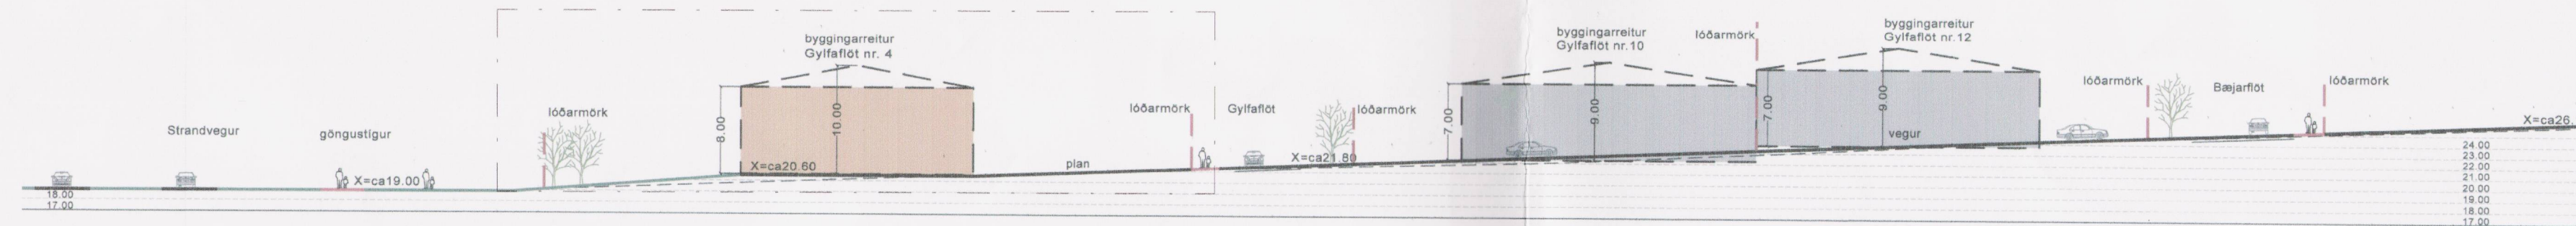 Strandvegur
göngustígur
X=ca19.00
18.00
17.00
lóðarmörk
byggingarreitur
Gylfaflöt nr. 4
8.00
10.00
X=ca20.60
plan
lóðarmörk
Gylfaflöt
X=ca21.80
lóðarmörk
byggingarreitur
Gylfaflöt nr.10
7.00
9.00
lóðarmörk
byggingarreitur
Gylfaflöt nr.12
7.00
9.00
vegur
lóðarmörk
Bæjarflöt
lóðarmörk
X=ca26.
24.00
23.00
22.00
21.00
20.00
19.00
18.00
17.00